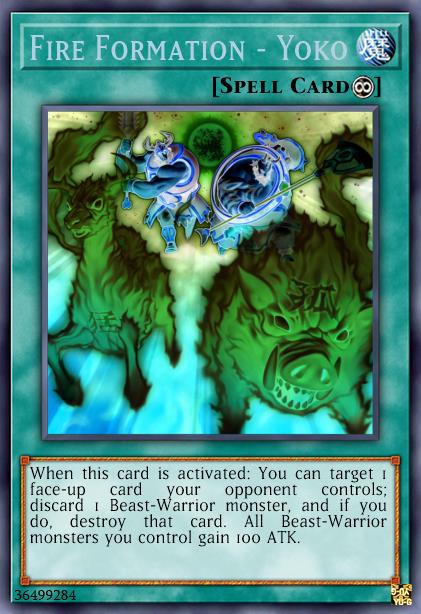 FIRE FORMATION - YOKO 魔
[SPELL CARD]
狐
When this card is activated: You can target 1
face-up card your opponent controls;
discard 1 Beast-Warrior monster, and if you
do, destroy that card. All Beast-Warrior
monsters you control gain 100 ATK.
36499284